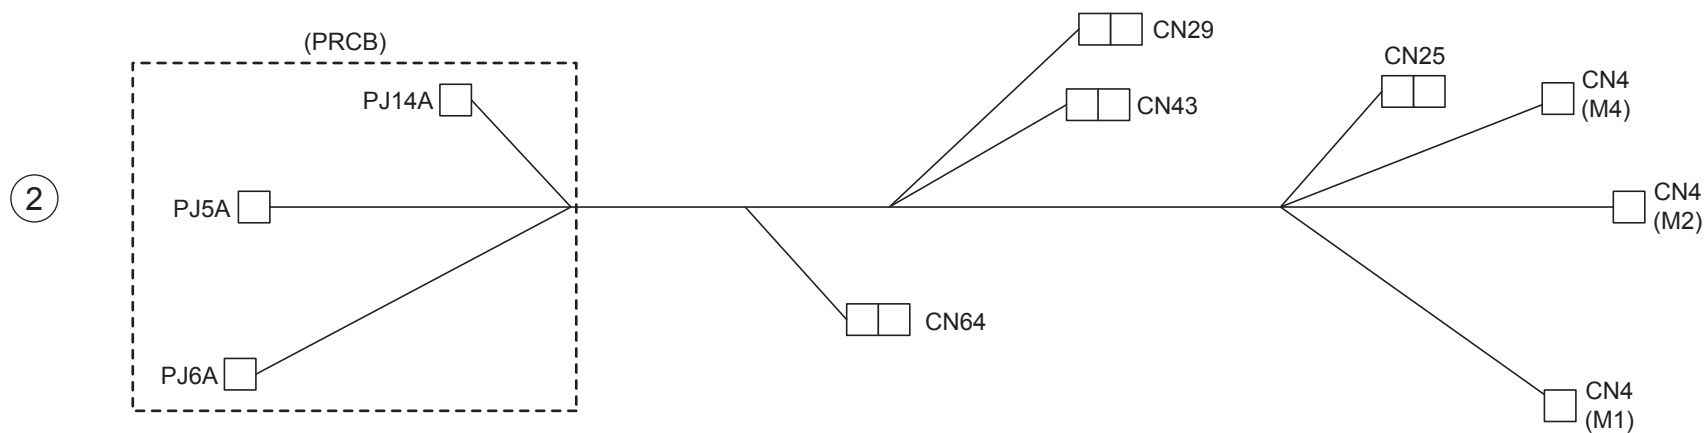 (PRCB)
PJ14A
PJ5A
PJ6A
2
CN29
CN43
CN64
CN25
CN4
(M4)
CN4
(M2)
CN4
(M1)